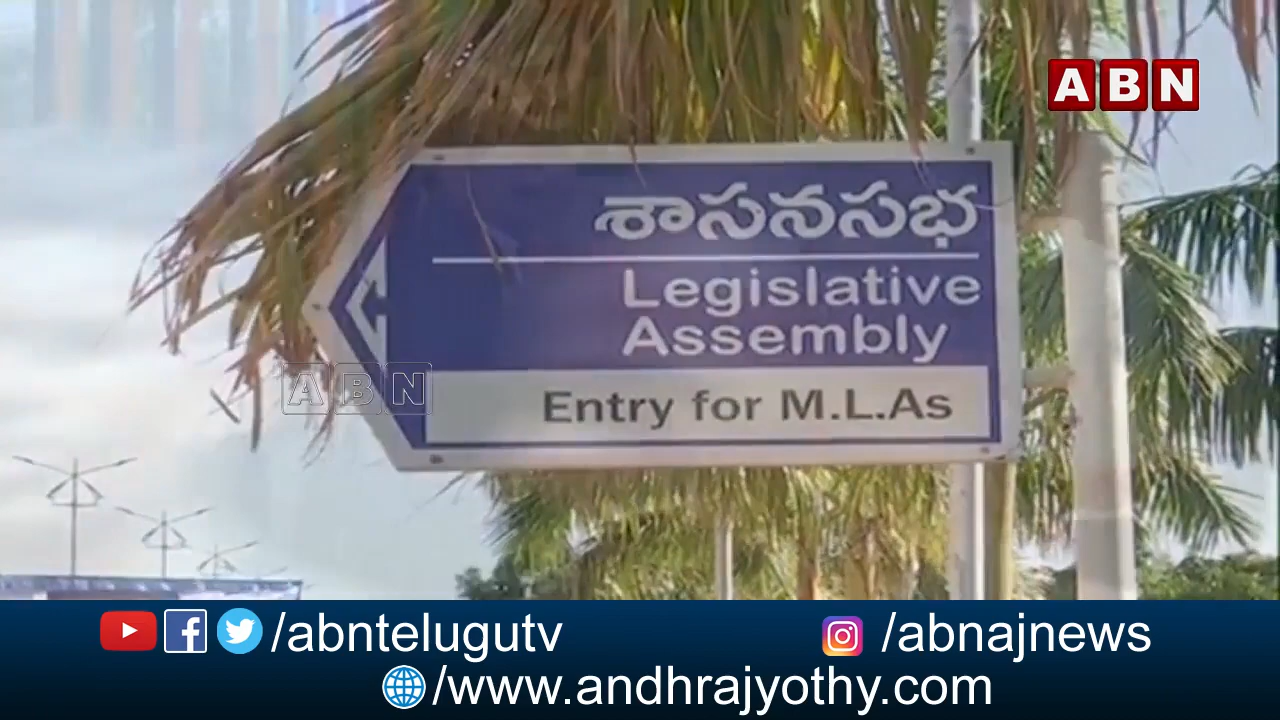 ABN
శాసనసభ
Legislative
Assembly
Entry for M.L.As
ABN
/abntelugutv
/abnajnews
/www.andhrajyothy.com